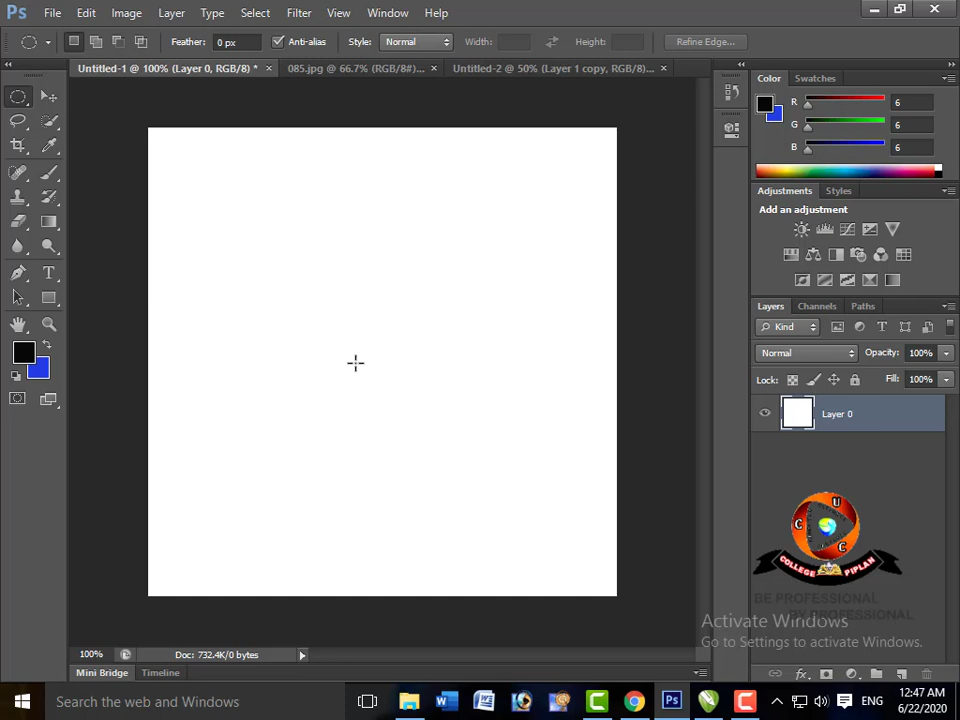 Ps File Edit Image Layer Type Select Filter View Window Help
Feather: 0 px Anti-alias Style: Normal Width: Height: Refine Edge...
Untitled-1 @ 100% (Layer 0, RGB/8) * × 085.jpg @ 66.7% (RGB/8#)... × Untitled-2 @ 50% (Layer 1 copy, RGB/8)... ×
Color Swatches
R 6
G 6
B 6
Adjustments Styles
Add an adjustment
Layers Channels Paths
Kind
Normal Opacity: 100%
Lock: Fill: 100%
Layer 0
U
C
C
COLLEGE PIPLAN
BE PROFESSIONAL
BY PROFESSIONAL
Activate Windows
Go to Settings to activate Windows.
100% Doc: 732.4K/0 bytes
Mini Bridge Timeline
Search the web and Windows
ENG
12:47 AM
6/22/2020